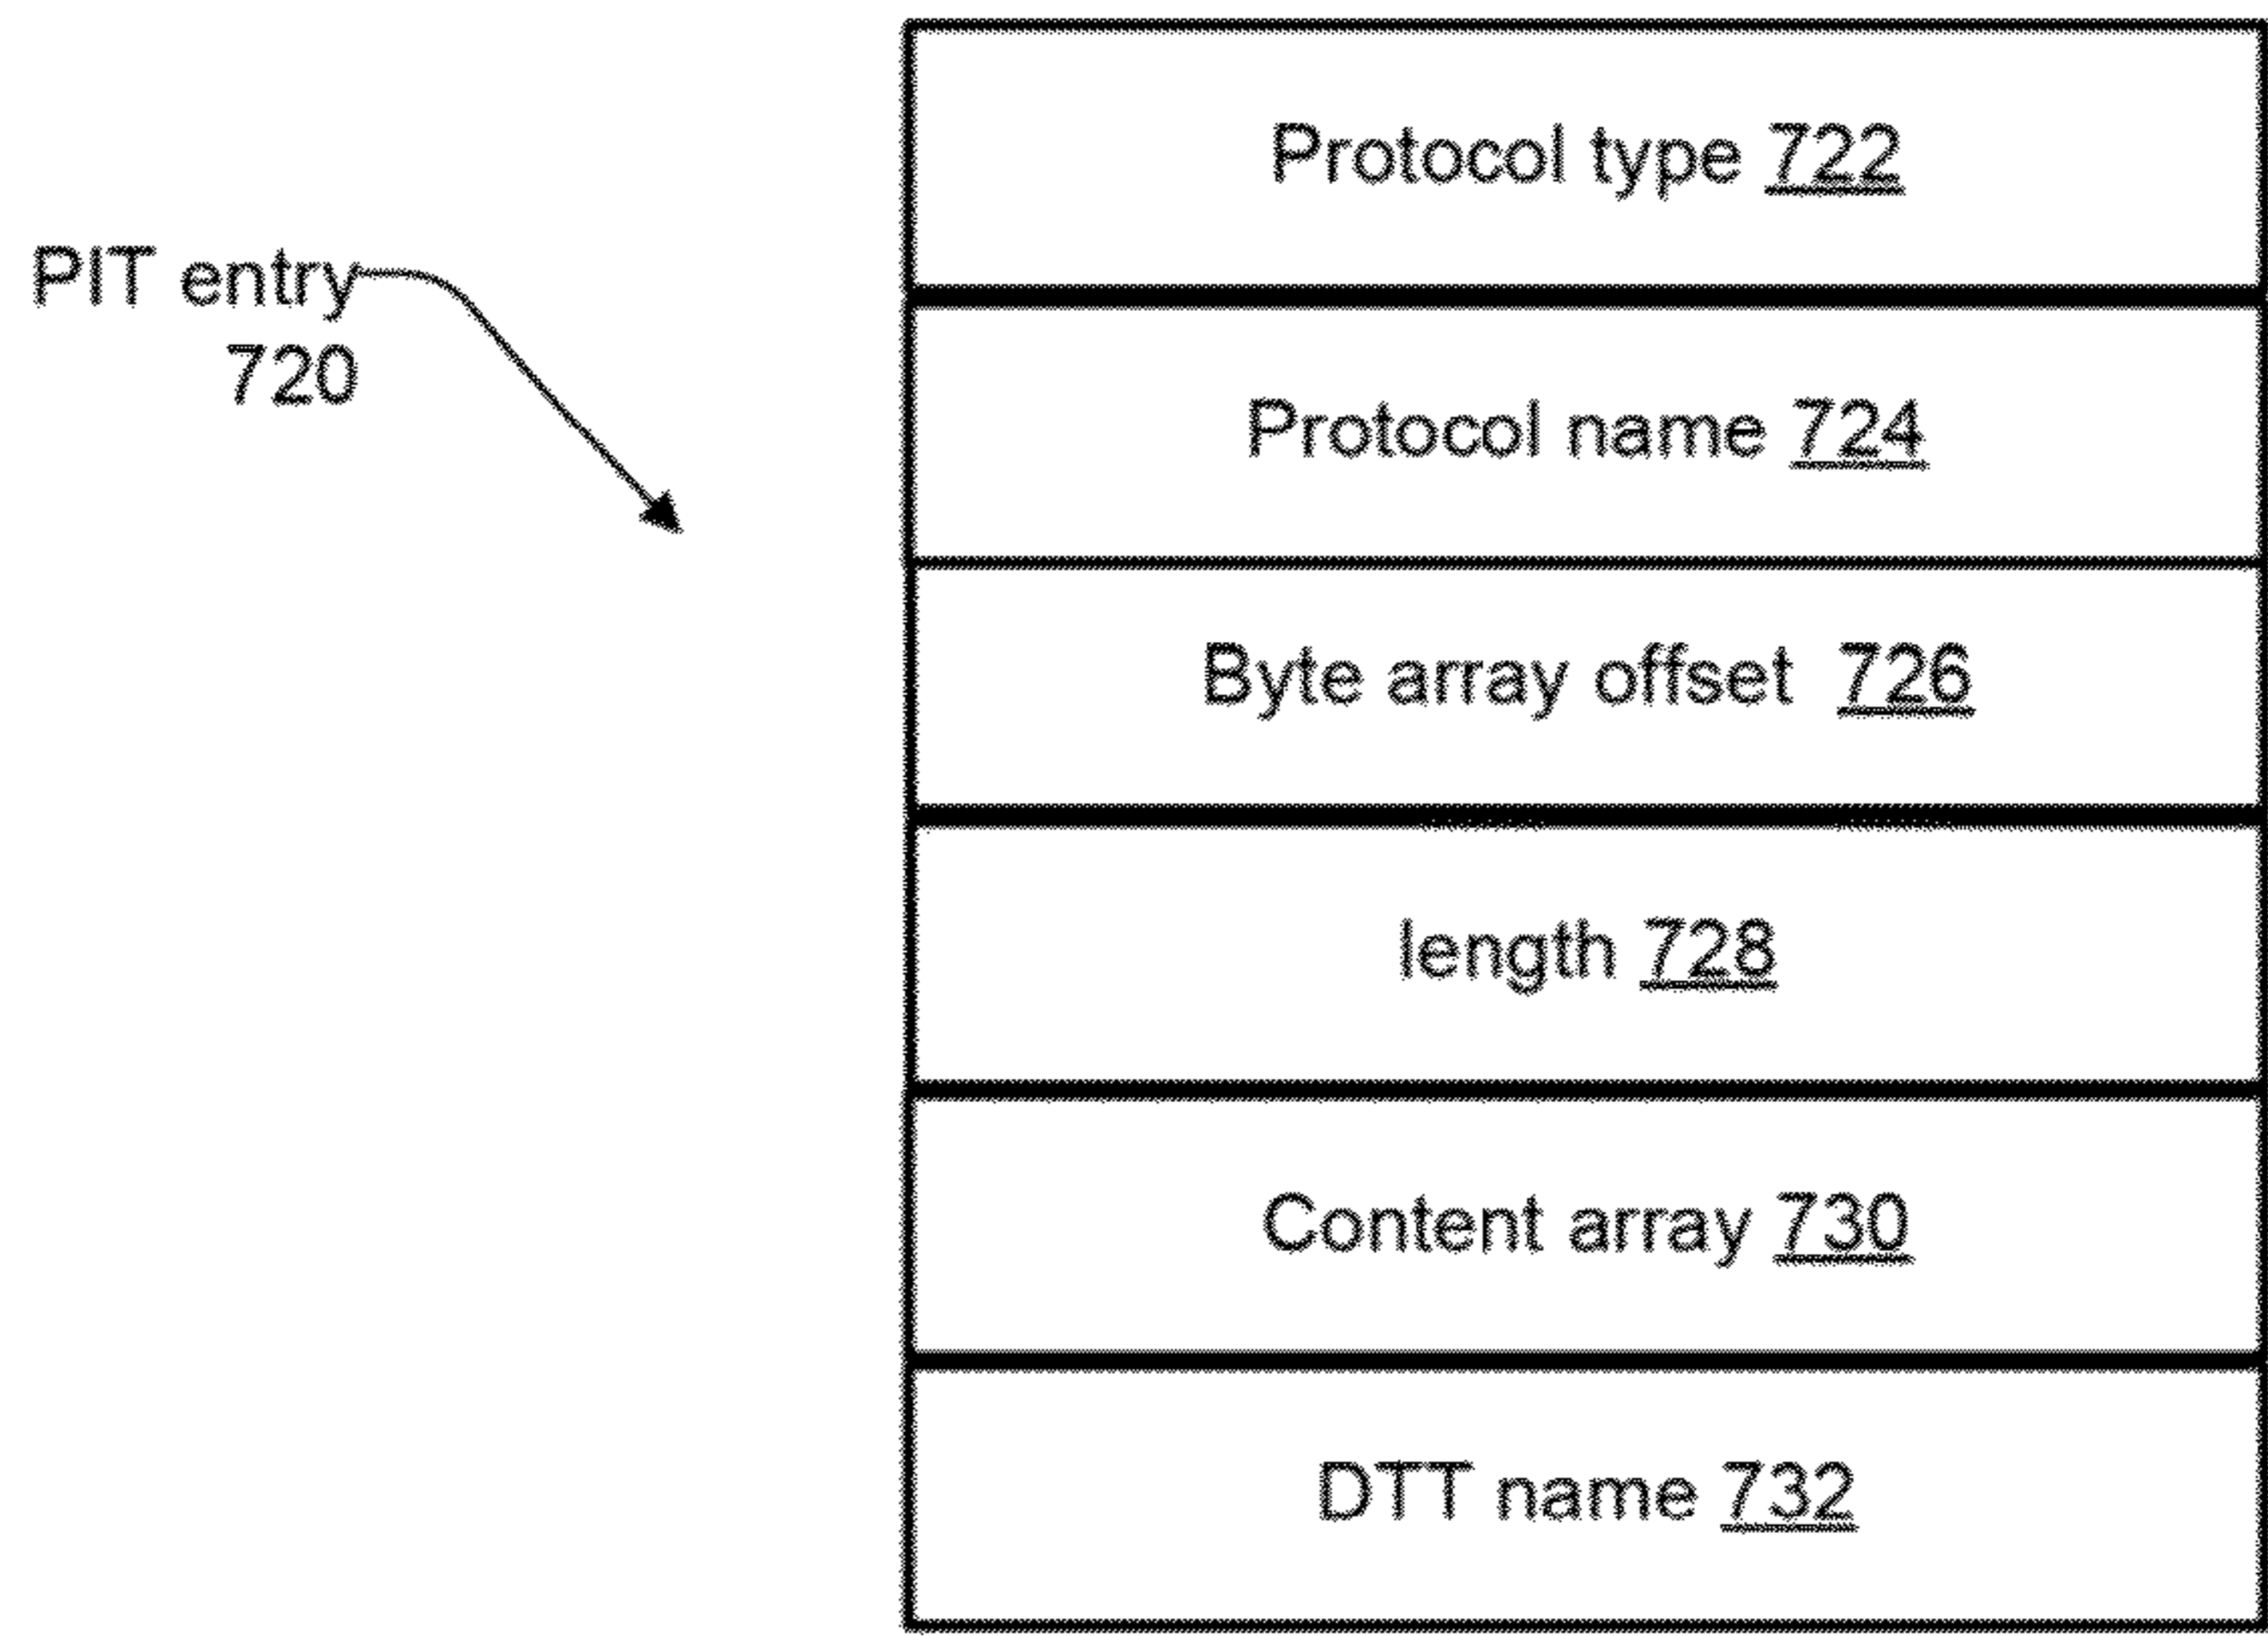 Protocol type 722
PIT entry
720
Protocol name 724
Byte array offset 726
length 728
Content array 730
DTT name 732